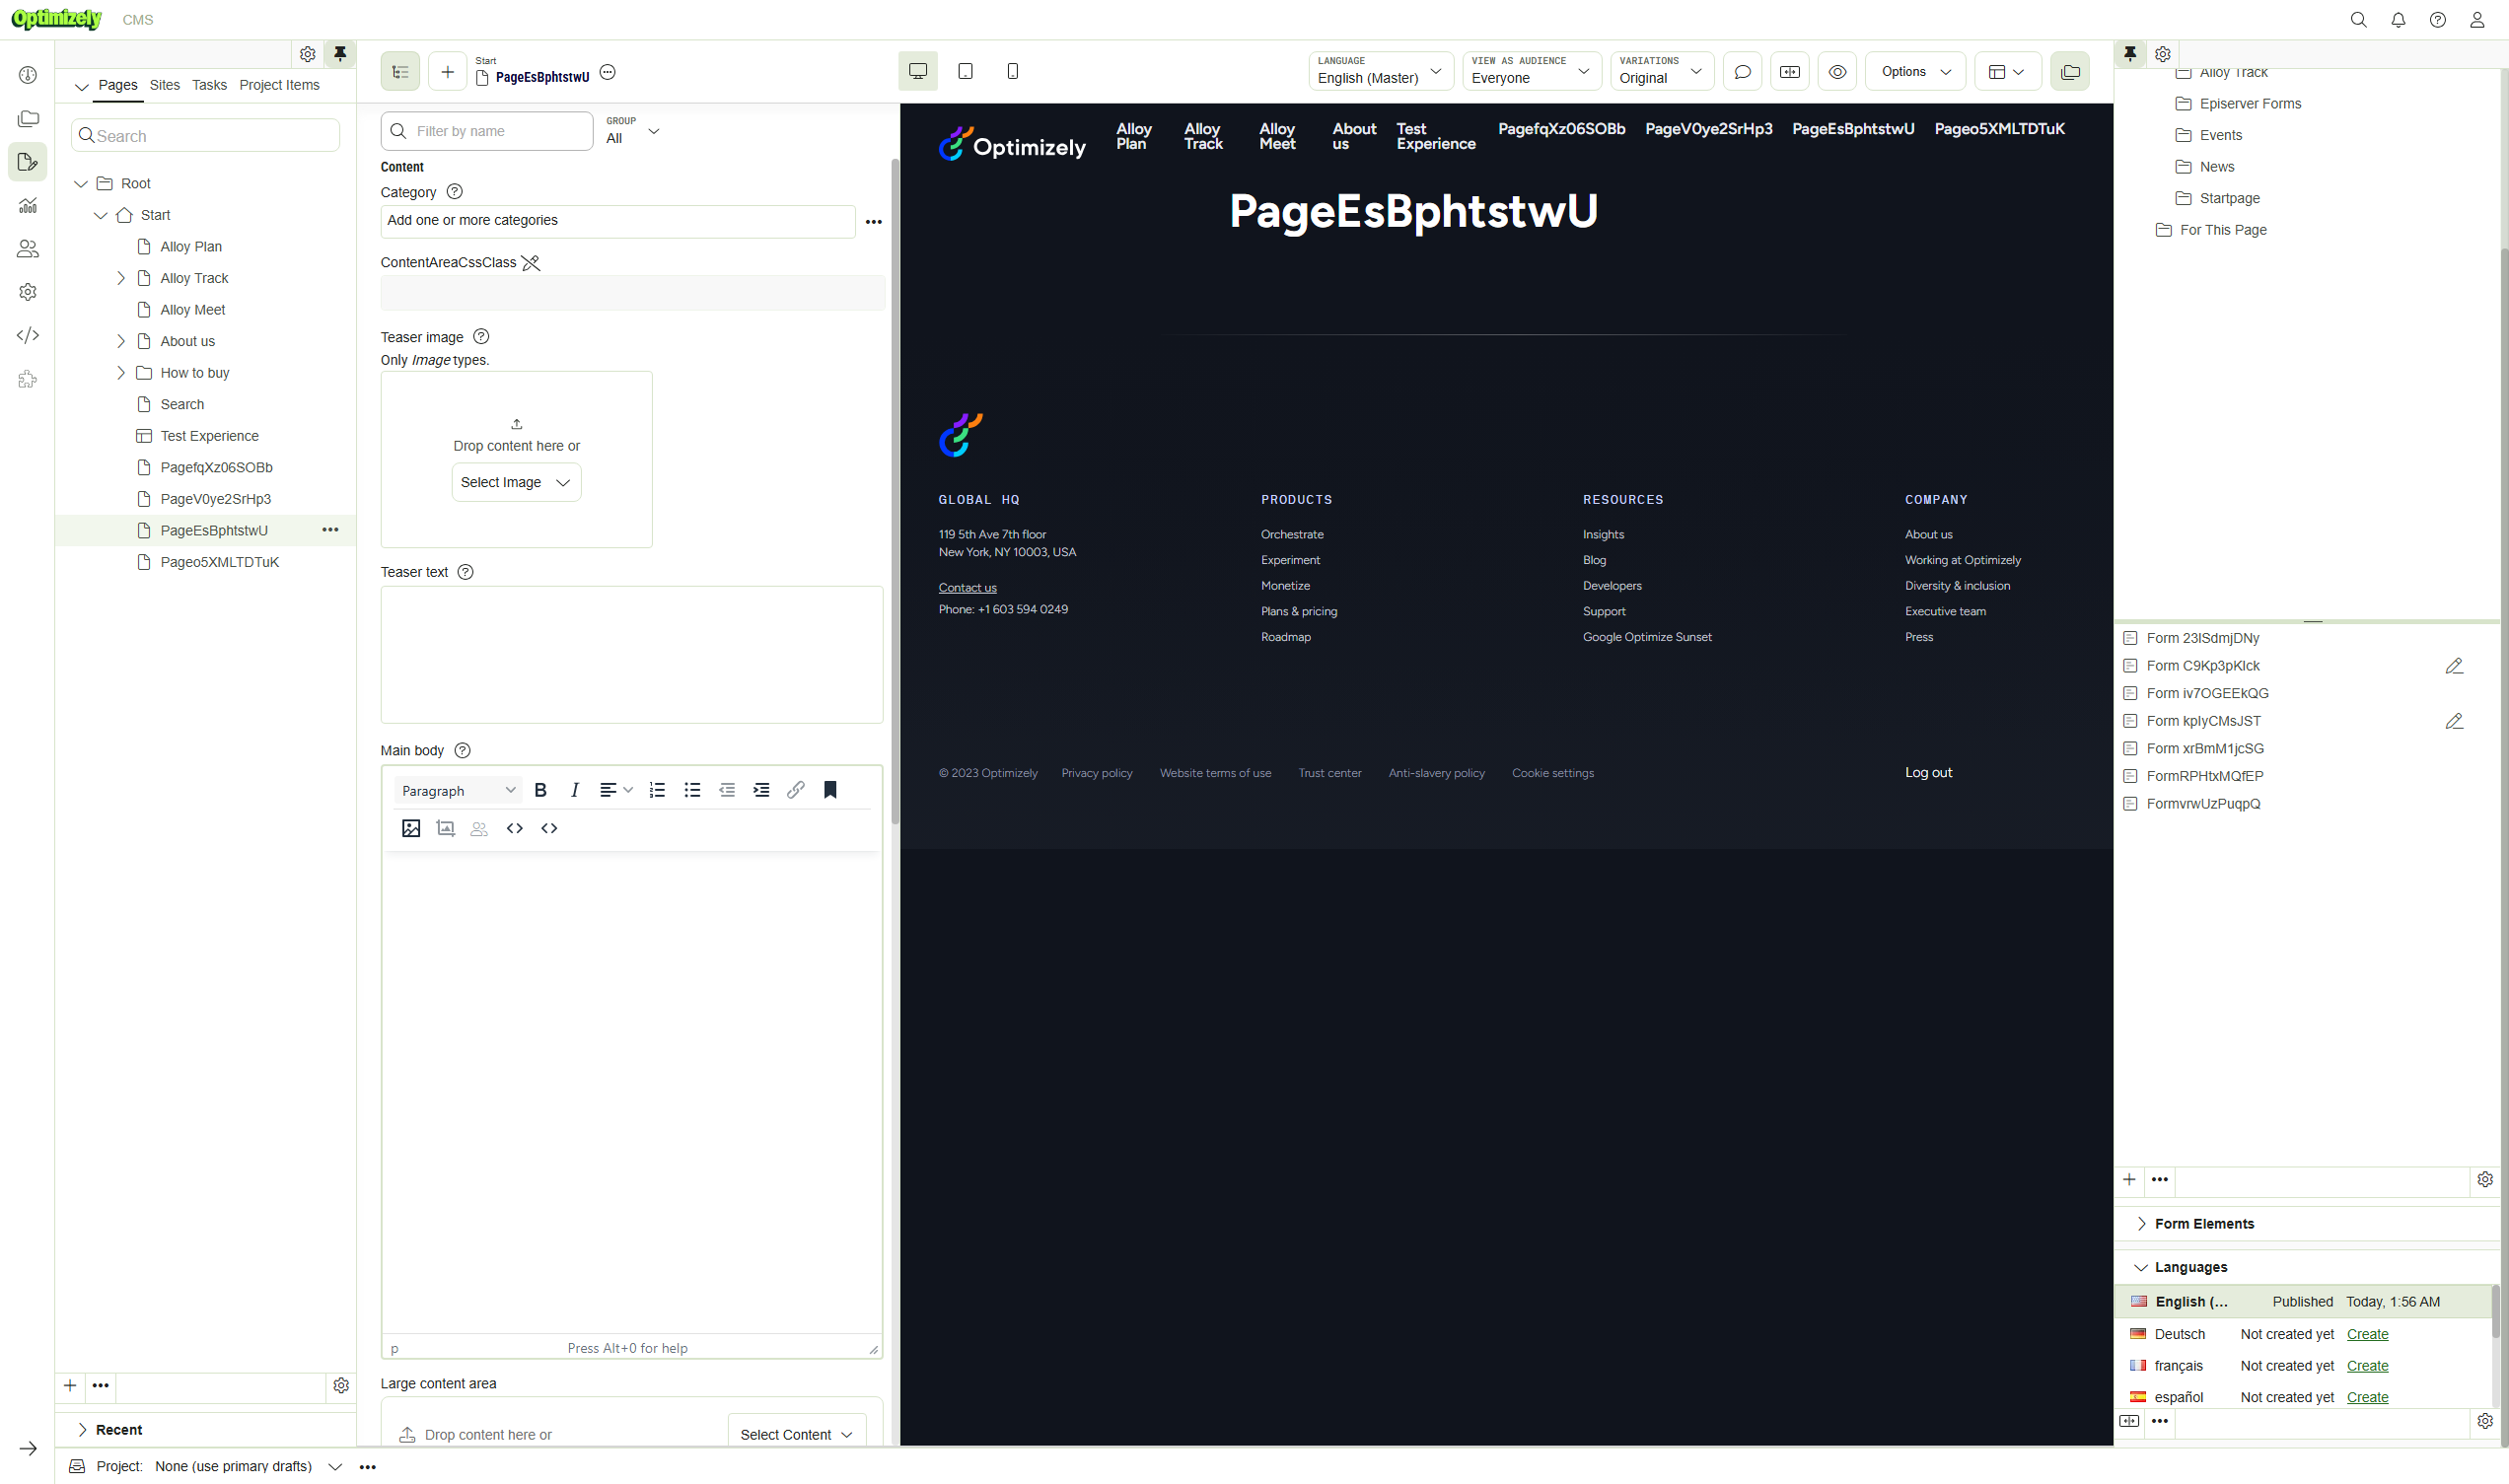 Optimizely CMS
Pages Sites Tasks Project Items
Search
Root
Start
Alloy Plan
Alloy Track
Alloy Meet
About us
How to buy
Search
Test Experience
PagefqXz06SOBb
PageV0ye2SrHp3
PageEsBphtstwU
Pageo5XMLTDTuK
Recent
Project: None (use primary drafts)
Start
PageEsBphtstwU
LANGUAGE
English (Master)
VIEW AS AUDIENCE
Everyone
VARIATIONS
Original
Options
Filter by name
GROUP
All
Content
Category
Add one or more categories
ContentAreaCssClass
Teaser image
Only Image types.
Drop content here or
Select Image
Teaser text
Main body
Paragraph
p Press Alt+0 for help
Large content area
Drop content here or Select Content
Optimizely
Alloy Plan
Alloy Track
Alloy Meet
About us
Test Experience
PagefqXz06SOBb
PageV0ye2SrHp3
PageEsBphtstwU
Pageo5XMLTDTuK
PageEsBphtstwU
GLOBAL HQ
119 5th Ave 7th floor
New York, NY 10003, USA
Contact us
Phone: +1 603 594 0249
PRODUCTS
Orchestrate
Experiment
Monetize
Plans & pricing
Roadmap
RESOURCES
Insights
Blog
Developers
Support
Google Optimize Sunset
COMPANY
About us
Working at Optimizely
Diversity & inclusion
Executive team
Press
© 2023 Optimizely Privacy policy Website terms of use Trust center Anti-slavery policy Cookie settings
Log out
Alloy Track
Episerver Forms
Events
News
Startpage
For This Page
Form 23ISdmjDNy
Form C9Kp3pKlck
Form iv7OGEEkQG
Form kpIyCMsJST
Form xrBmM1jcSG
FormRPHtxMQfEP
FormvrwUzPuqpQ
Form Elements
Languages
English (... Published Today, 1:56 AM
Deutsch Not created yet Create
français Not created yet Create
español Not created yet Create